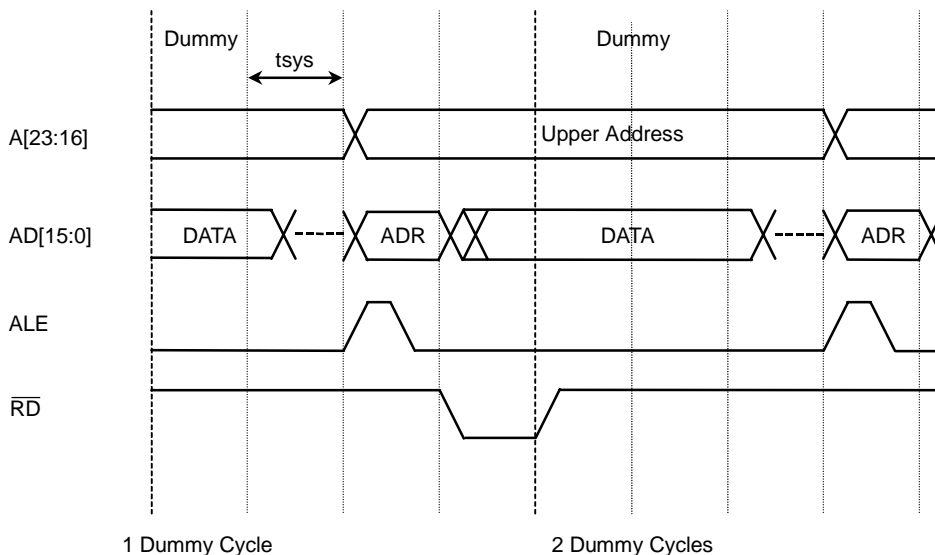 Dummy Dummy
tsys
A[23:16] Upper Address
AD[15:0] DATA ADR DATA ADR
ALE
RD
1 Dummy Cycle 2 Dummy Cycles